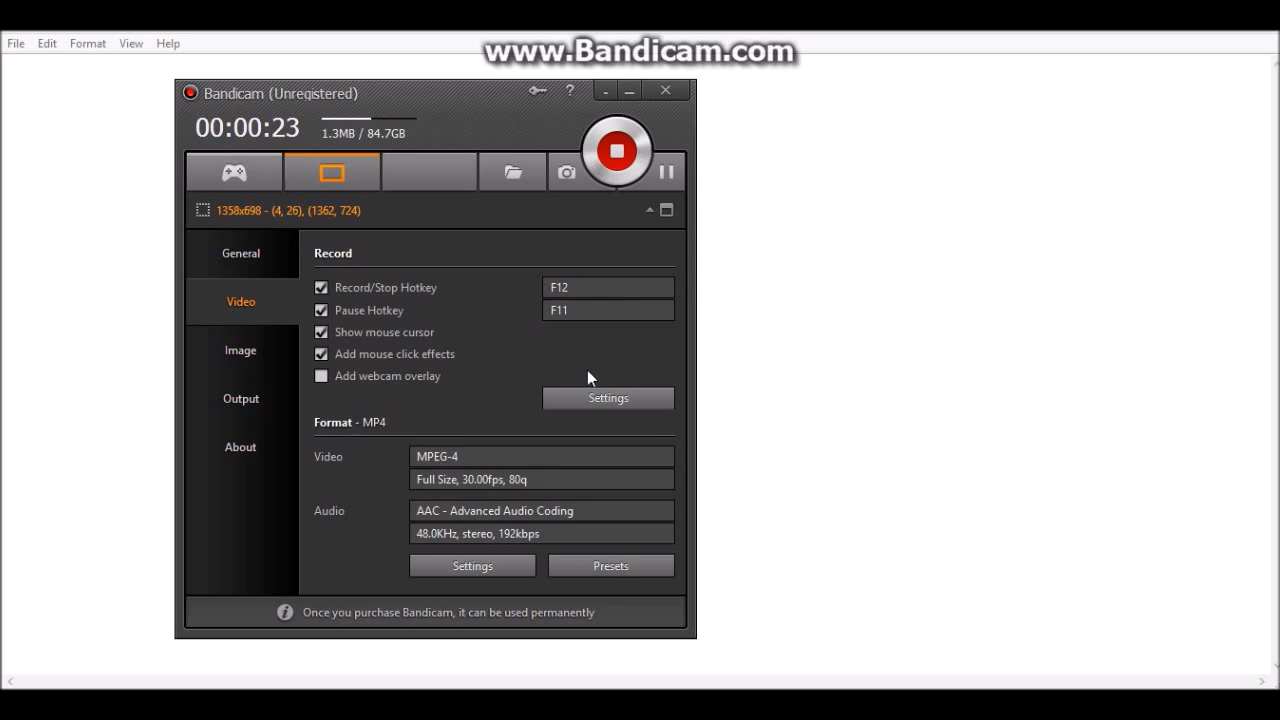 File Edit Format View Help
www.Bandicam.com
Bandicam (Unregistered)
?
00:00:23
1.3MB / 84.7GB
1358x698 - (4, 26), (1362, 724)
General
Video
Image
Output
About
Record
Record/Stop Hotkey F12
Pause Hotkey F11
Show mouse cursor
Add mouse click effects
Add webcam overlay
Settings
Format - MP4
Video MPEG-4
Full Size, 30.00fps, 80q
Audio AAC - Advanced Audio Coding
48.0KHz, stereo, 192kbps
Settings Presets
Once you purchase Bandicam, it can be used permanently